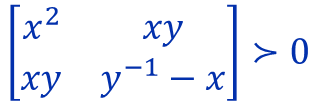 [x² xy
xy y⁻¹ − x] ≻ 0